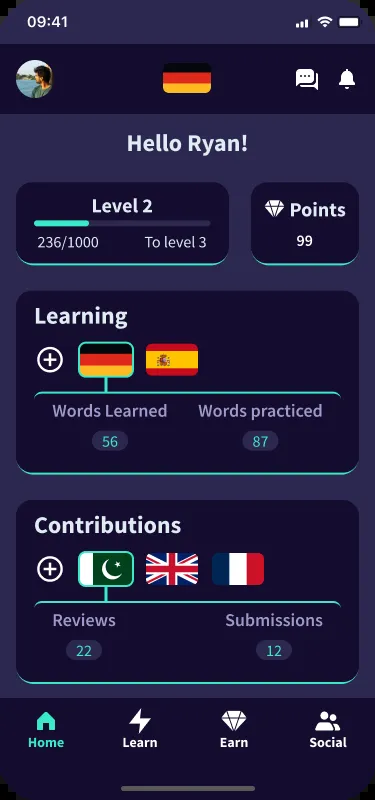 09:41
Hello Ryan!
Level 2
236/1000 To level 3
Points
99
Learning
Words Learned Words practiced
56 87
Contributions
Reviews Submissions
22 12
Home Learn Earn Social